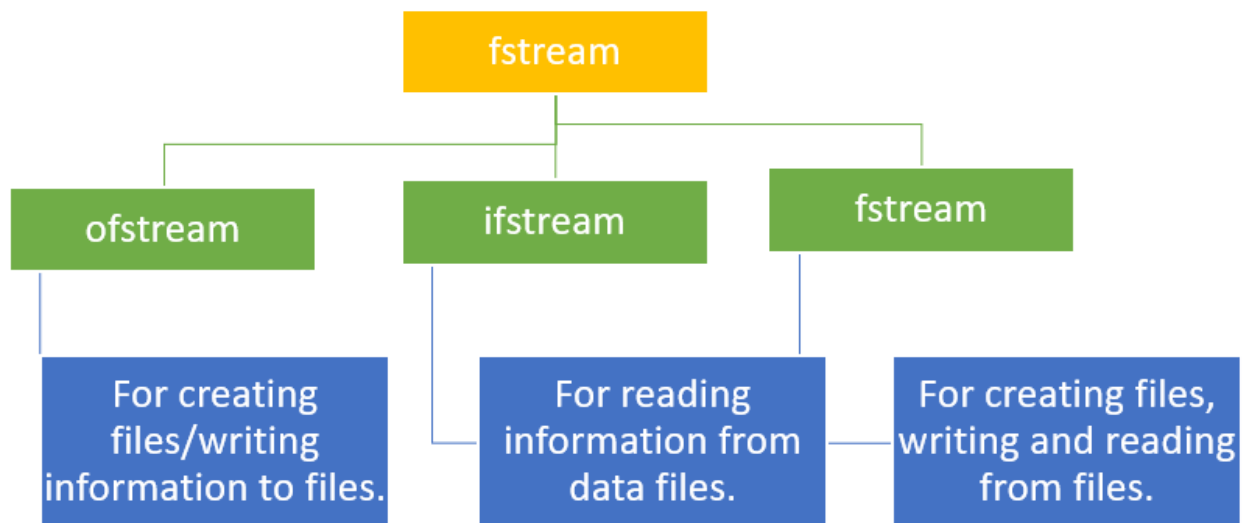 fstream
ofstream
ifstream
fstream
For creating
files/writing
information to files.
For reading
information from
data files.
For creating files,
writing and reading
from files.